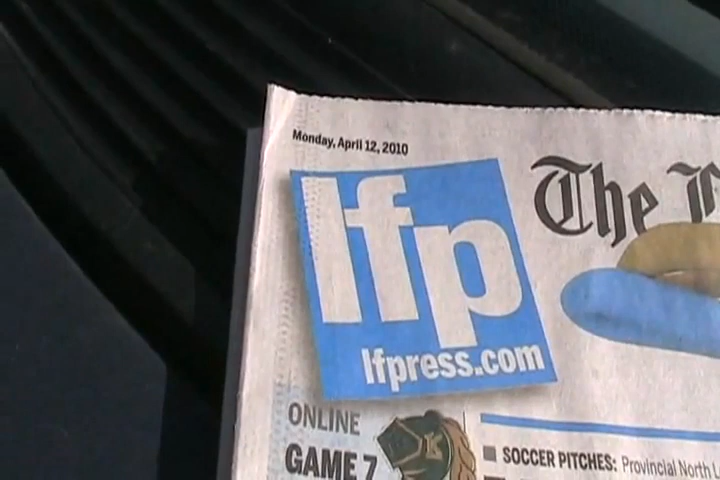 Monday, April 12, 2010
lfp
The
lfpress.com
ONLINE
GAME 7
K
SOCCER PITCHES: Provincial North